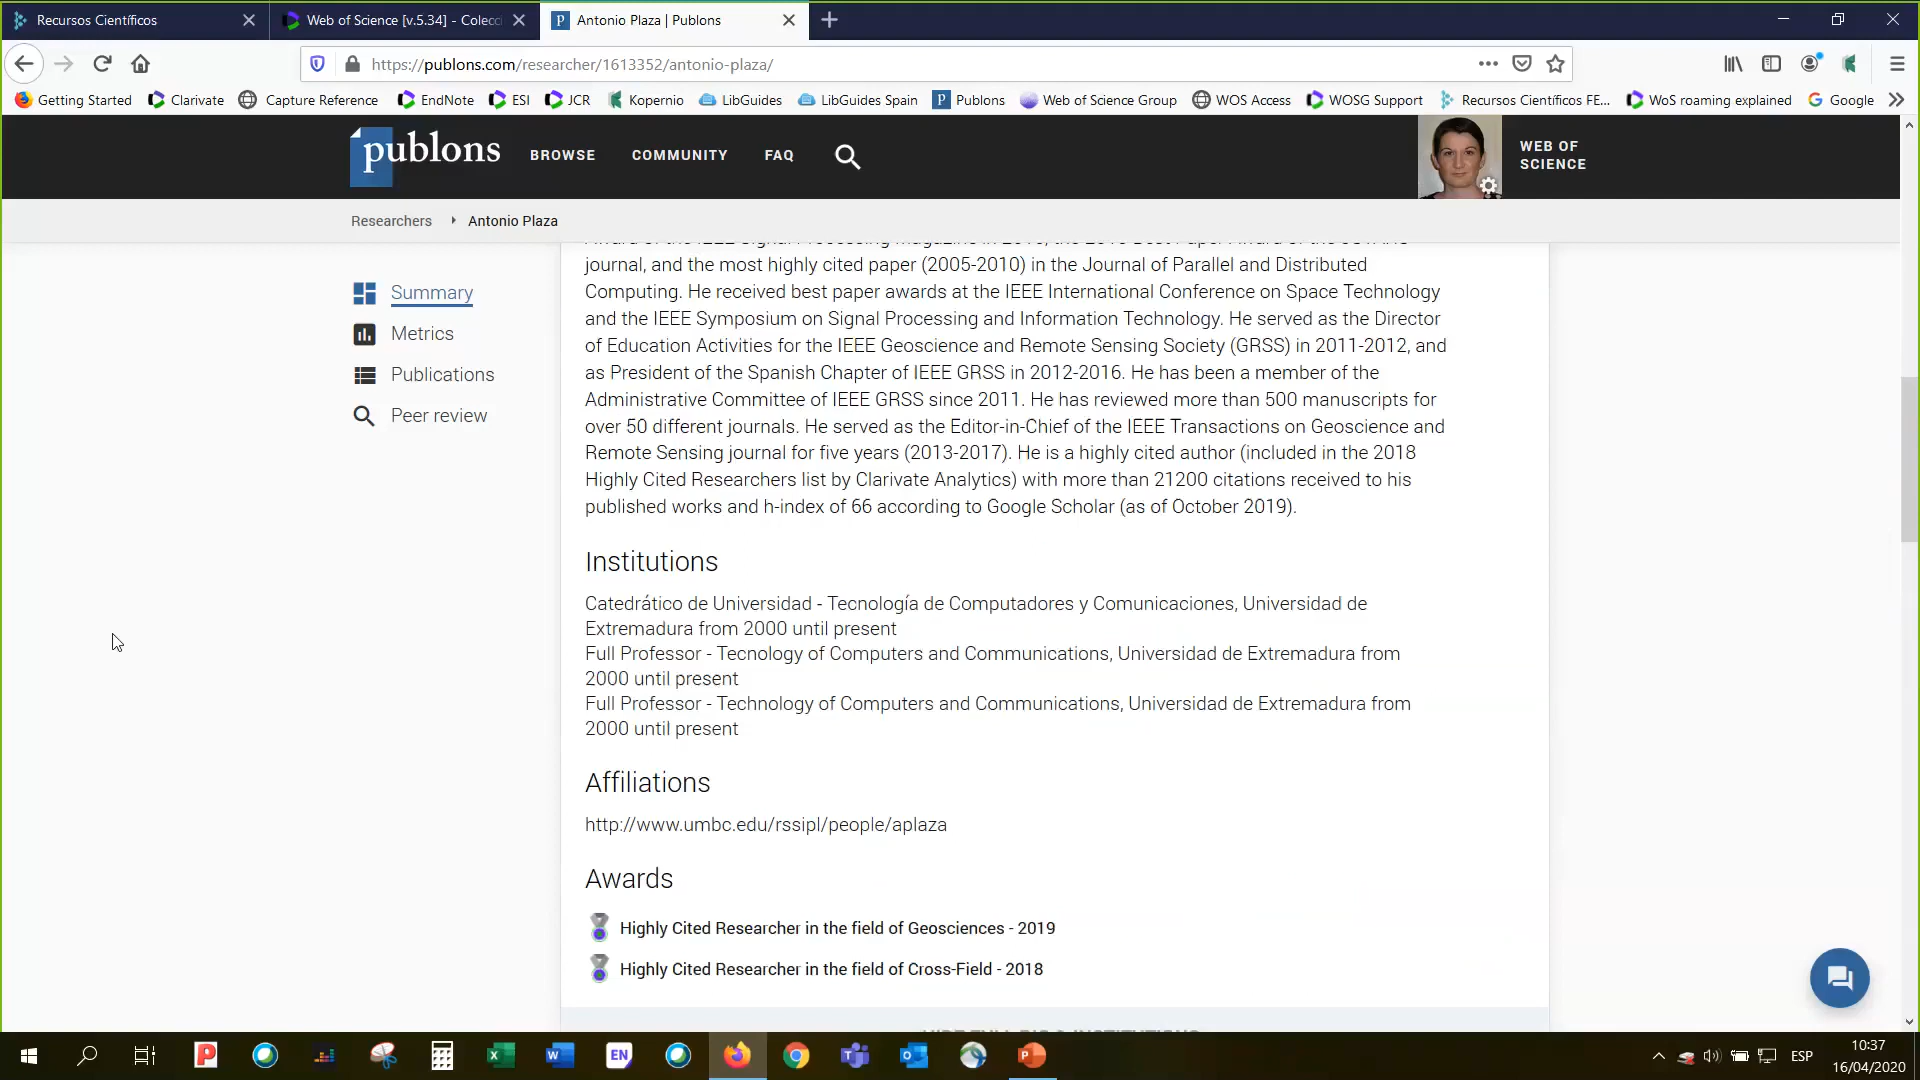 Recursos Científicos
Web of Science [v.5.34] - Colecc
Antonio Plaza | Publons
https://publons.com/researcher/1613352/antonio-plaza/
Getting Started
Clarivate
Capture Reference
EndNote
ESI
JCR
Kopernio
LibGuides
LibGuides Spain
Publons
Web of Science Group
WOS Access
WOSG Support
Recursos Científicos FE...
WoS roaming explained
Google
publons
BROWSE
COMMUNITY
FAQ
WEB OF
SCIENCE
Researchers
Antonio Plaza
Summary
Metrics
Publications
Peer review
journal, and the most highly cited paper (2005-2010) in the Journal of Parallel and Distributed
Computing. He received best paper awards at the IEEE International Conference on Space Technology
and the IEEE Symposium on Signal Processing and Information Technology. He served as the Director
of Education Activities for the IEEE Geoscience and Remote Sensing Society (GRSS) in 2011-2012, and
as President of the Spanish Chapter of IEEE GRSS in 2012-2016. He has been a member of the
Administrative Committee of IEEE GRSS since 2011. He has reviewed more than 500 manuscripts for
over 50 different journals. He served as the Editor-in-Chief of the IEEE Transactions on Geoscience and
Remote Sensing journal for five years (2013-2017). He is a highly cited author (included in the 2018
Highly Cited Researchers list by Clarivate Analytics) with more than 21200 citations received to his
published works and h-index of 66 according to Google Scholar (as of October 2019).
Institutions
Catedrático de Universidad - Tecnología de Computadores y Comunicaciones, Universidad de
Extremadura from 2000 until present
Full Professor - Tecnology of Computers and Communications, Universidad de Extremadura from
2000 until present
Full Professor - Technology of Computers and Communications, Universidad de Extremadura from
2000 until present
Affiliations
http://www.umbc.edu/rssipl/people/aplaza
Awards
Highly Cited Researcher in the field of Geosciences - 2019
Highly Cited Researcher in the field of Cross-Field - 2018
EN
ESP
10:37
16/04/2020